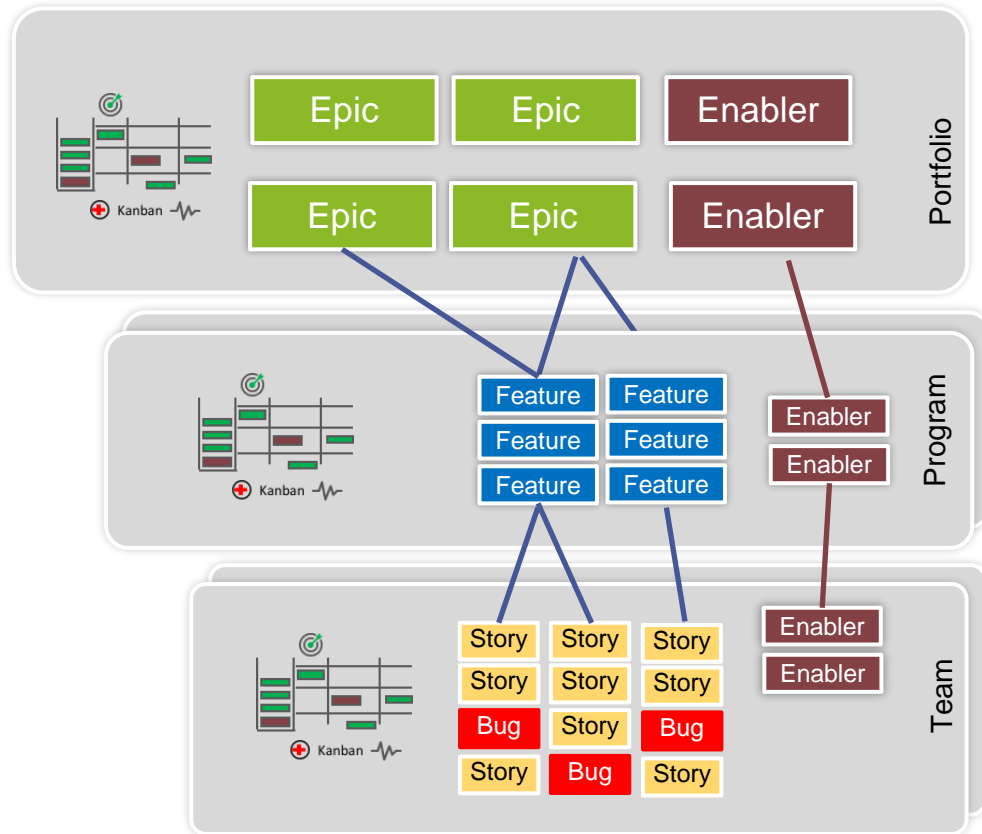 Epic Epic Enabler
Kanban
Epic Epic Enabler
Portfolio
Feature Feature
Enabler
Feature Feature
Enabler
Kanban
Feature Feature
Program
Story Story Story
Enabler
Story Story Story
Enabler
Bug Story Bug
Kanban
Story Bug Story
Team